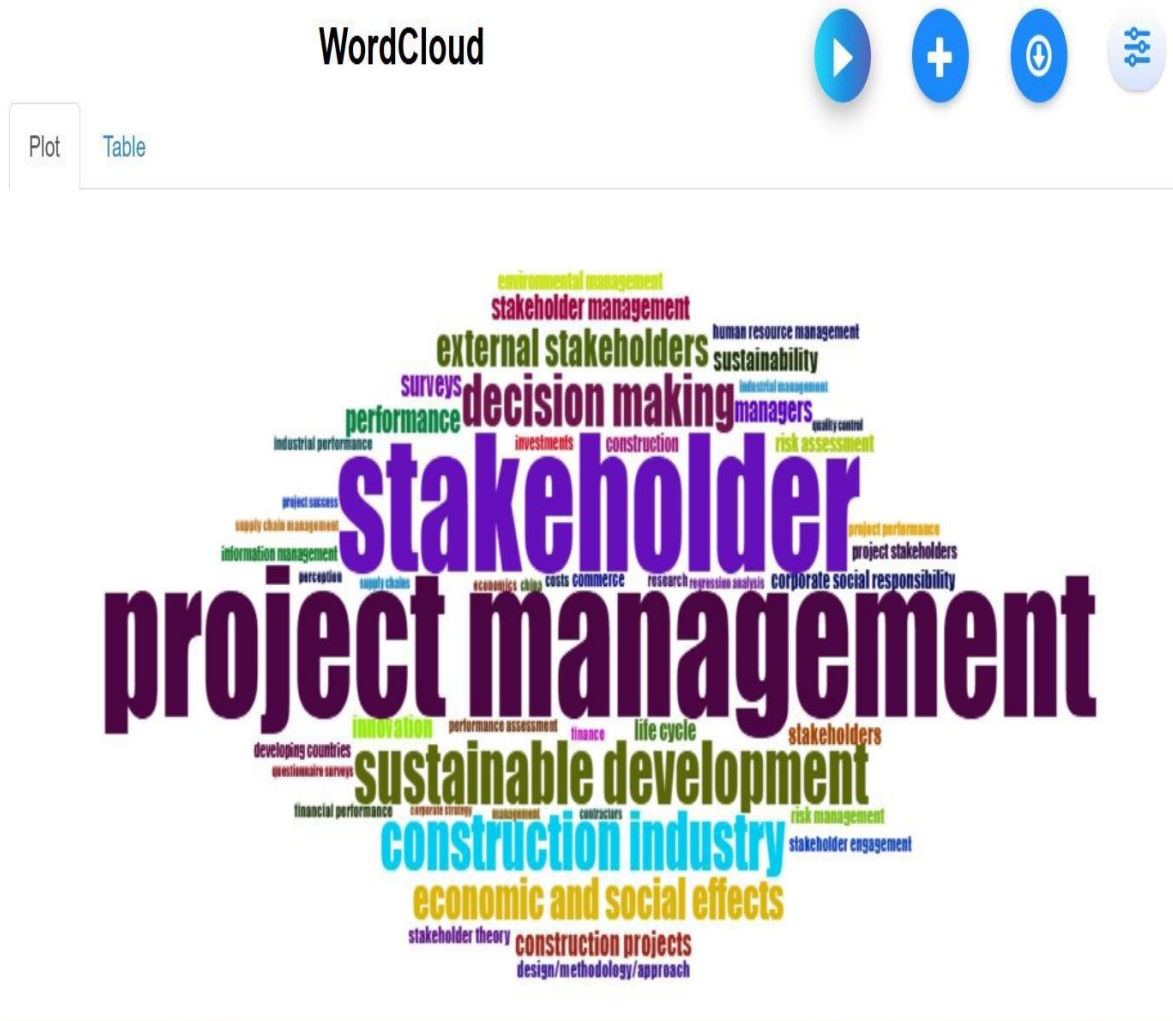 WordCloud
Plot
Table
environmental management
stakeholder management
human resource management
external stakeholders
sustainability
surveys
decision making
industrial management
performance
managers
quality control
industrial performance
investments
construction
risk assessment
stakeholder
project success
supply chain management
project performance
information management
project stakeholders
perception
supply chains
economics
china
costs
commerce
research
regression analysis
corporate social responsibility
project management
innovation
performance assessment
finance
life cycle
stakeholders
developing countries
questionnaire surveys
sustainable development
financial performance
corporate strategy
management
contractors
risk management
construction industry
stakeholder engagement
economic and social effects
stakeholder theory
construction projects
design/methodology/approach